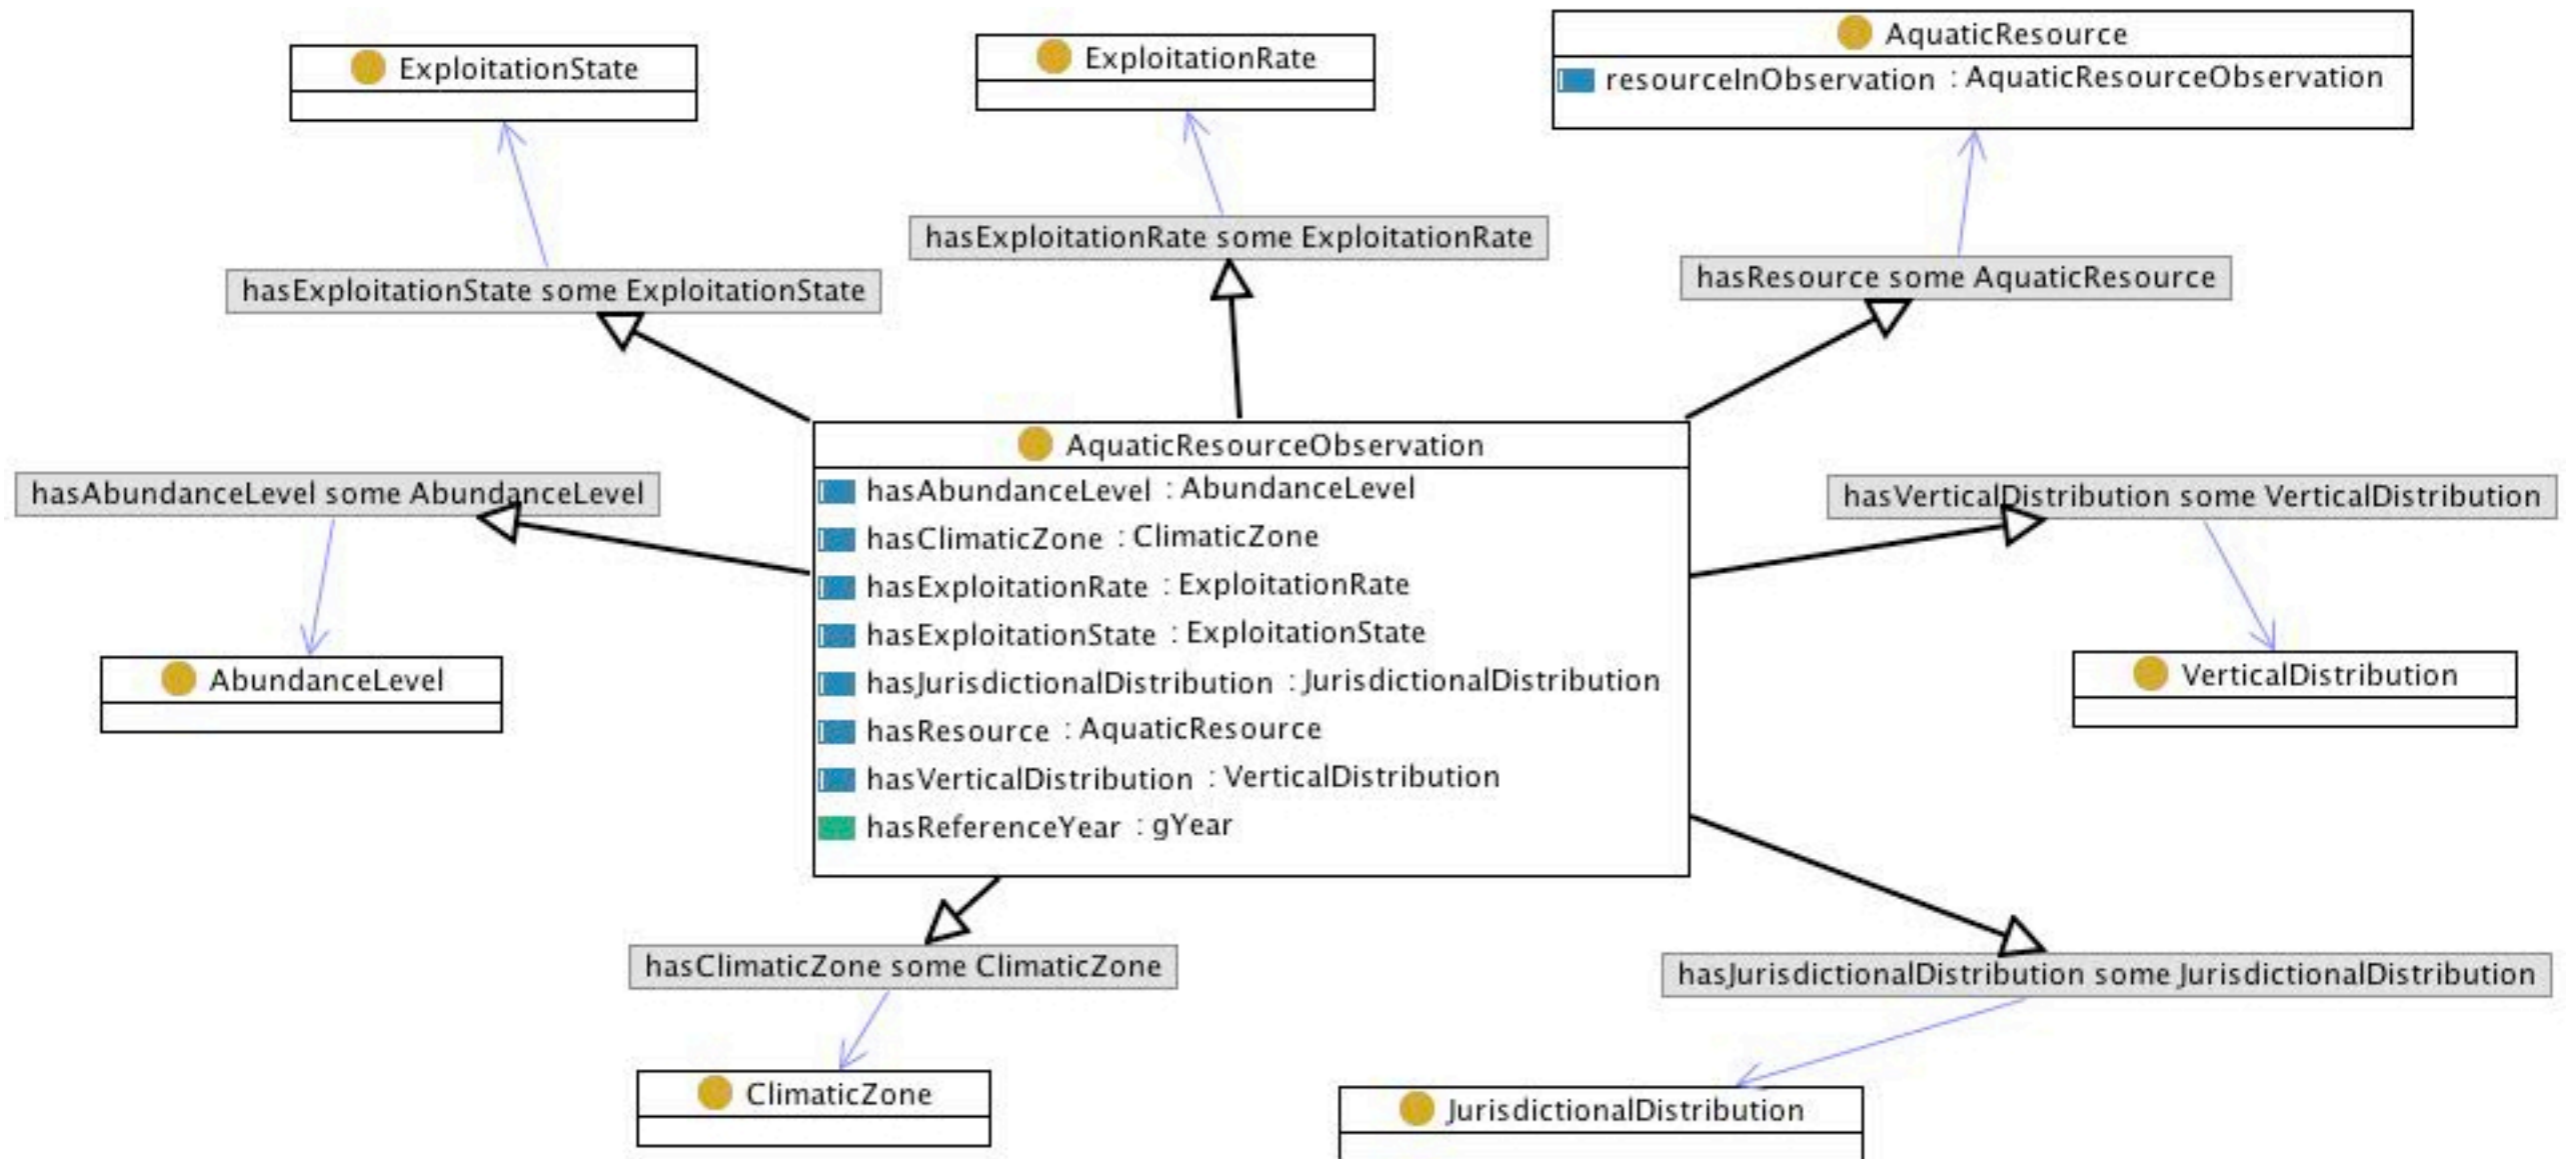 ExploitationState
ExploitationRate
AquaticResource
resourceInObservation : AquaticResourceObservation
hasExploitationRate some ExploitationRate
hasExploitationState some ExploitationState
hasResource some AquaticResource
AquaticResourceObservation
hasAbundanceLevel : AbundanceLevel
hasClimaticZone : ClimaticZone
hasExploitationRate : ExploitationRate
hasExploitationState : ExploitationState
hasJurisdictionalDistribution : JurisdictionalDistribution
hasResource : AquaticResource
hasVerticalDistribution : VerticalDistribution
hasReferenceYear : gYear
hasAbundanceLevel some AbundanceLevel
hasVerticalDistribution some VerticalDistribution
AbundanceLevel
VerticalDistribution
hasClimaticZone some ClimaticZone
hasJurisdictionalDistribution some JurisdictionalDistribution
ClimaticZone
JurisdictionalDistribution